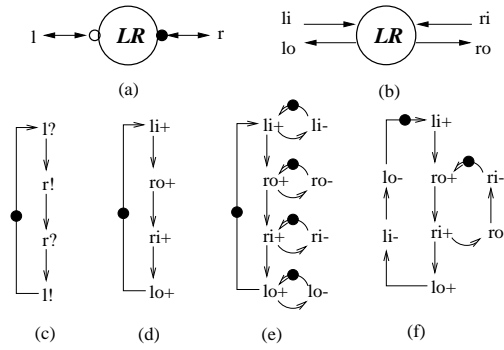 l LR r
(a)
li LR ri
lo ro
(b)
l?
r!
r?
l!
(c)
li+
ro+
ri+
lo+
(d)
li+ li-
ro+ ro-
ri+ ri-
lo+ lo-
(e)
li+
lo- ro+ ri-
li- ri+ ro
lo+
(f)